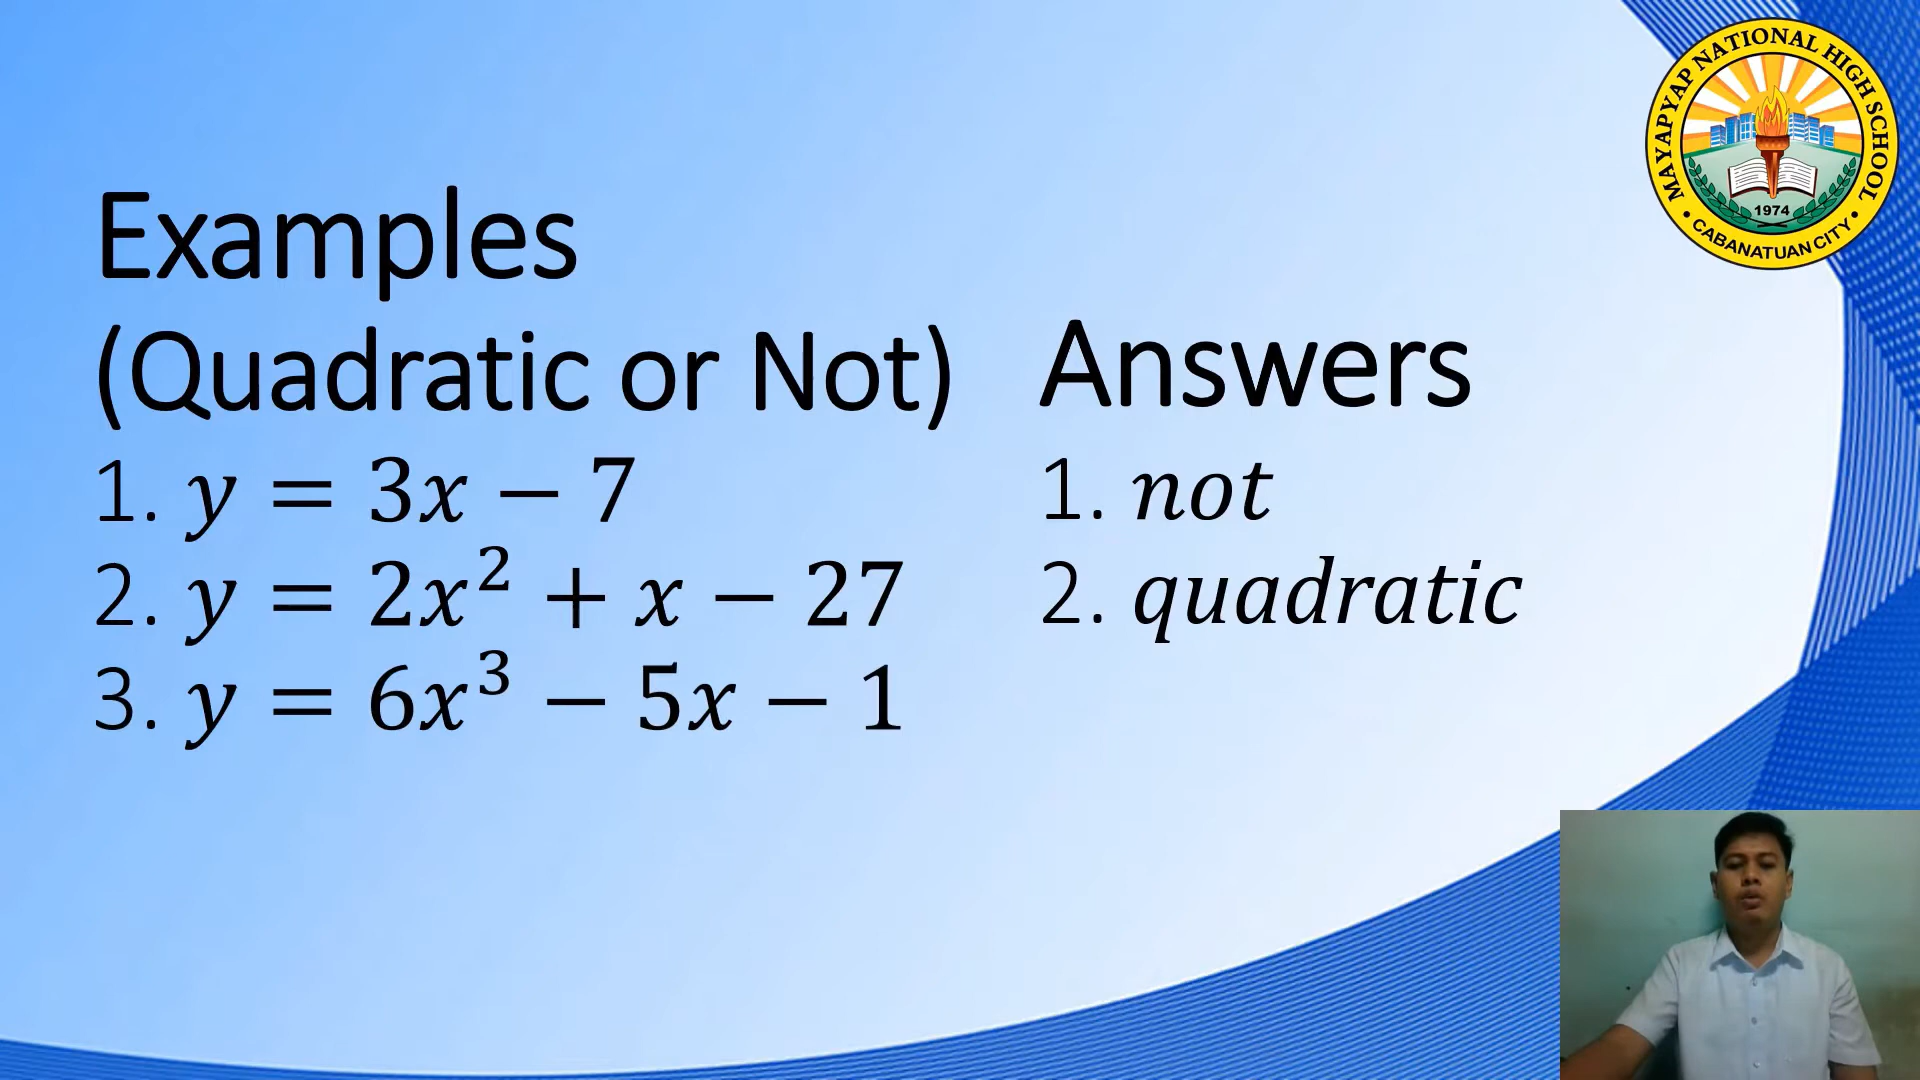 Examples
(Quadratic or Not)
1. y = 3x − 7
2. y = 2x² + x − 27
3. y = 6x³ − 5x − 1
Answers
1. not
2. quadratic
MAYAPYAP NATIONAL HIGH SCHOOL
1974
• CABANATUAN CITY •